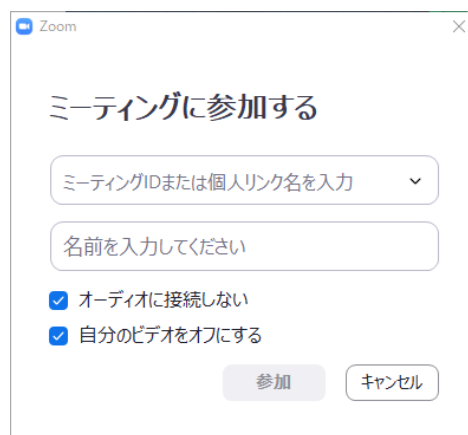 Zoom
ミーティングに参加する
ミーティングIDまたは個人リンク名を入力
名前を入力してください
オーディオに接続しない
自分のビデオをオフにする
参加 キャンセル